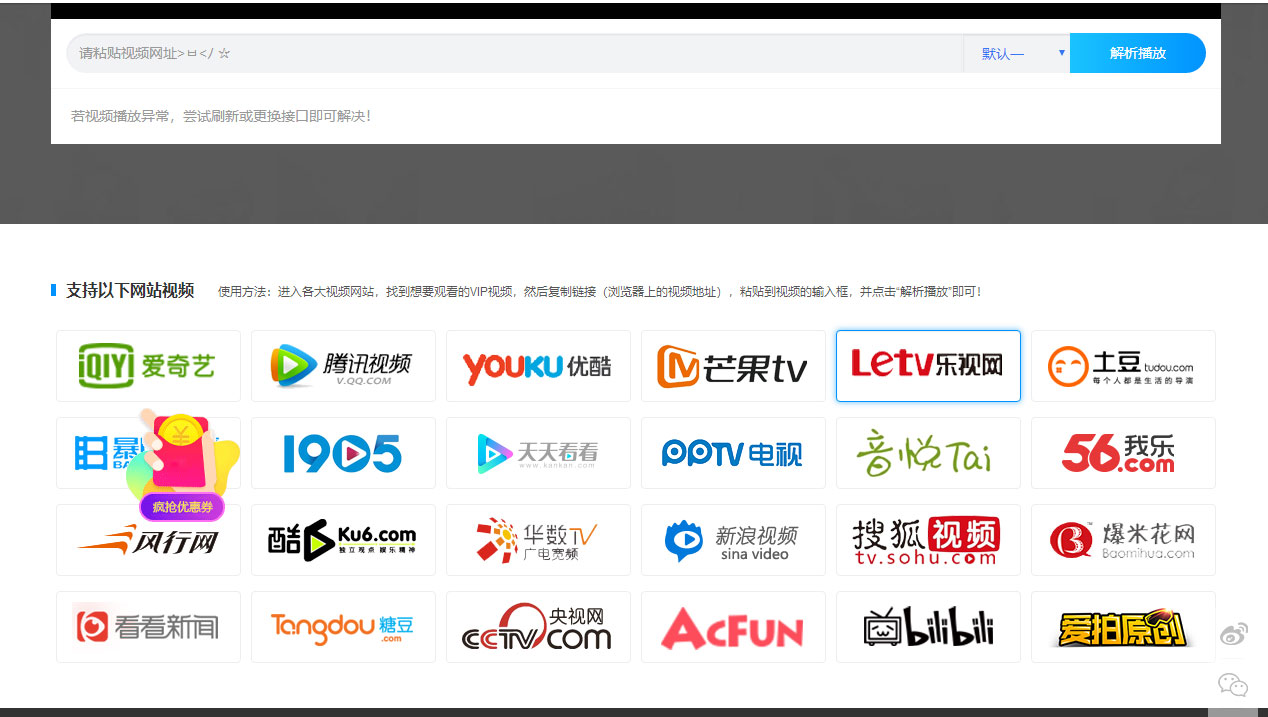 请粘贴视频网址>ㅂ</ ☆
默认一
解析播放
若视频播放异常，尝试刷新或更换接口即可解决！
支持以下网站视频
使用方法：进入各大视频网站，找到想要观看的VIP视频，然后复制链接（浏览器上的视频地址），粘贴到视频的输入框，并点击“解析播放”即可！
iQIYI 爱奇艺
腾讯视频
V.QQ.COM
YOUKU 优酷
芒果tv
Letv乐视网
土豆 tudou.com
每个人都是生活的导演
暴
BA
疯抢优惠券
1905
天天看看
www.kankan.com
PPTV电视
音悦Tai
56我乐
.com
风行网
酷6 Ku6.com
独立观点 娱乐精神
华数TV
广电宽频
新浪视频
sina video
搜狐视频
tv.sohu.com
爆米花网
Baomihua.com
看看新闻
Tangdou 糖豆
.com
央视网
CCTV.com
AcFun
bilibili
爱拍原创